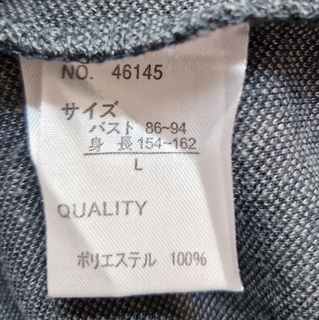 NO. 46145
サイズ
バスト 86~94
身 長 154~162
L
QUALITY
ポリエステル 100%